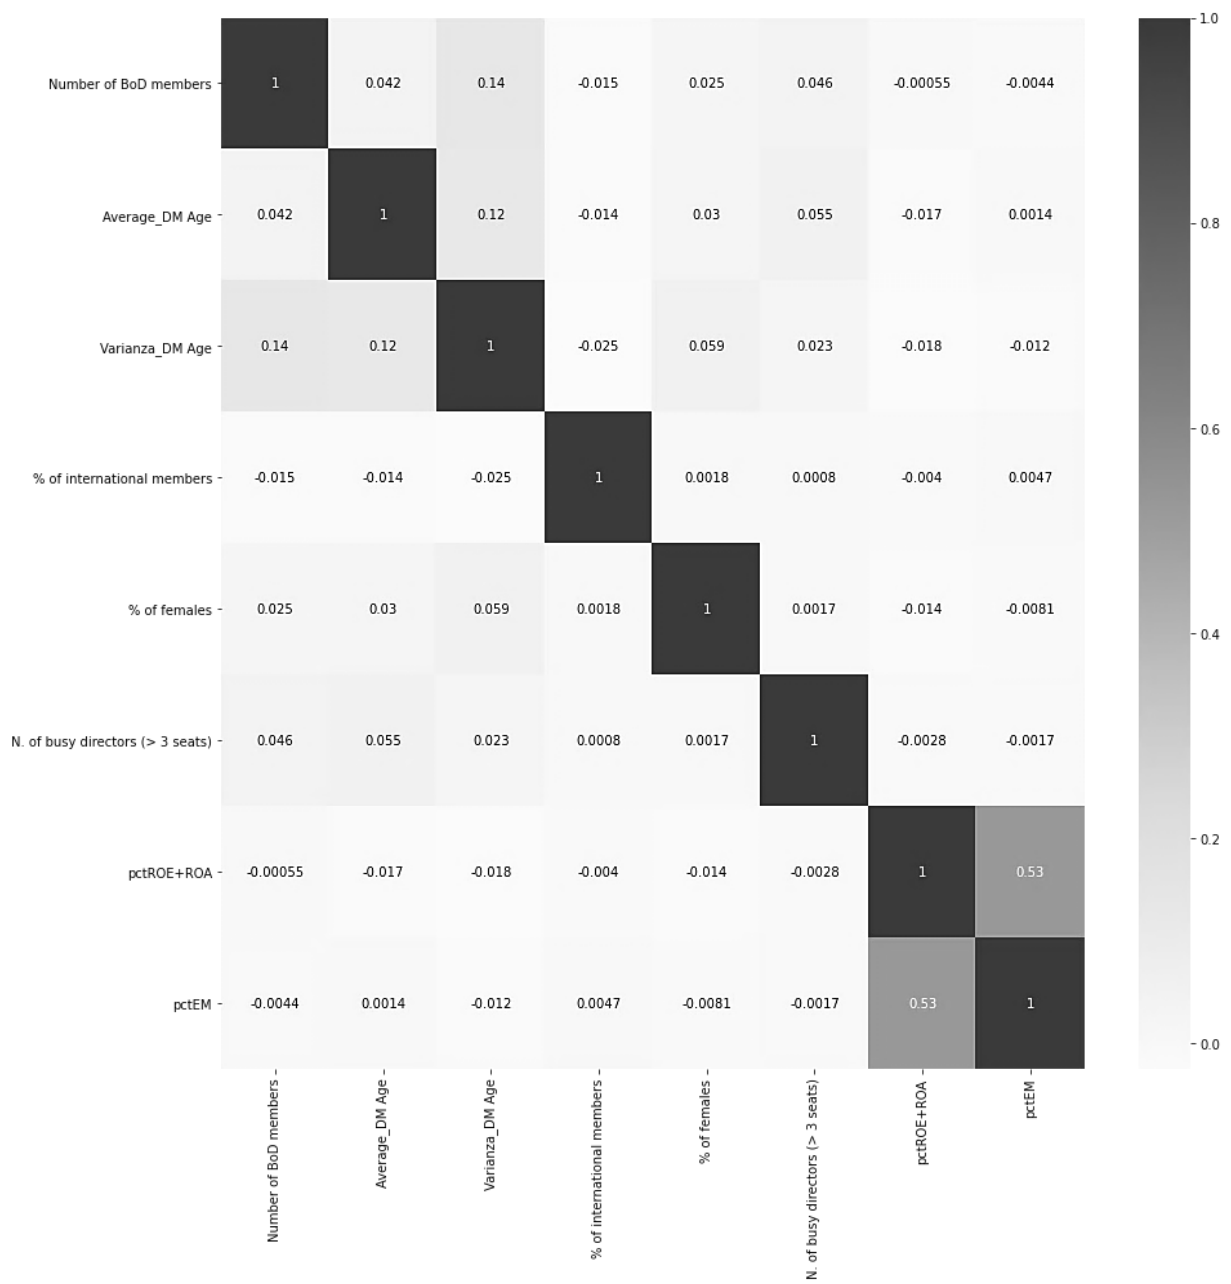 1.0
Number of BoD members 1 0.042 0.14 -0.015 0.025 0.046 -0.00055 -0.0044
Average_DM Age 0.042 1 0.12 -0.014 0.03 0.055 -0.017 0.0014
0.8
Varianza_DM Age 0.14 0.12 1 -0.025 0.059 0.023 -0.018 -0.012
0.6
% of international members -0.015 -0.014 -0.025 1 0.0018 0.0008 -0.004 0.0047
% of females 0.025 0.03 0.059 0.0018 1 0.0017 -0.014 -0.0081
0.4
N. of busy directors (> 3 seats) 0.046 0.055 0.023 0.0008 0.0017 1 -0.0028 -0.0017
0.2
pctROE+ROA -0.00055 -0.017 -0.018 -0.004 -0.014 -0.0028 1 0.53
pctEM -0.0044 0.0014 -0.012 0.0047 -0.0081 -0.0017 0.53 1
0.0
Number of BoD members
Average_DM Age
Varianza_DM Age
% of international members
% of females
N. of busy directors (> 3 seats)
pctROE+ROA
pctEM